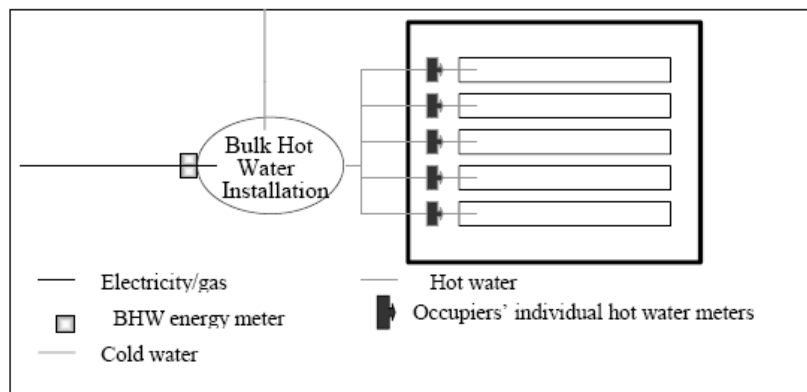 Bulk Hot
Water
Installation
Electricity/gas
Hot water
BHW energy meter
Occupiers’ individual hot water meters
Cold water